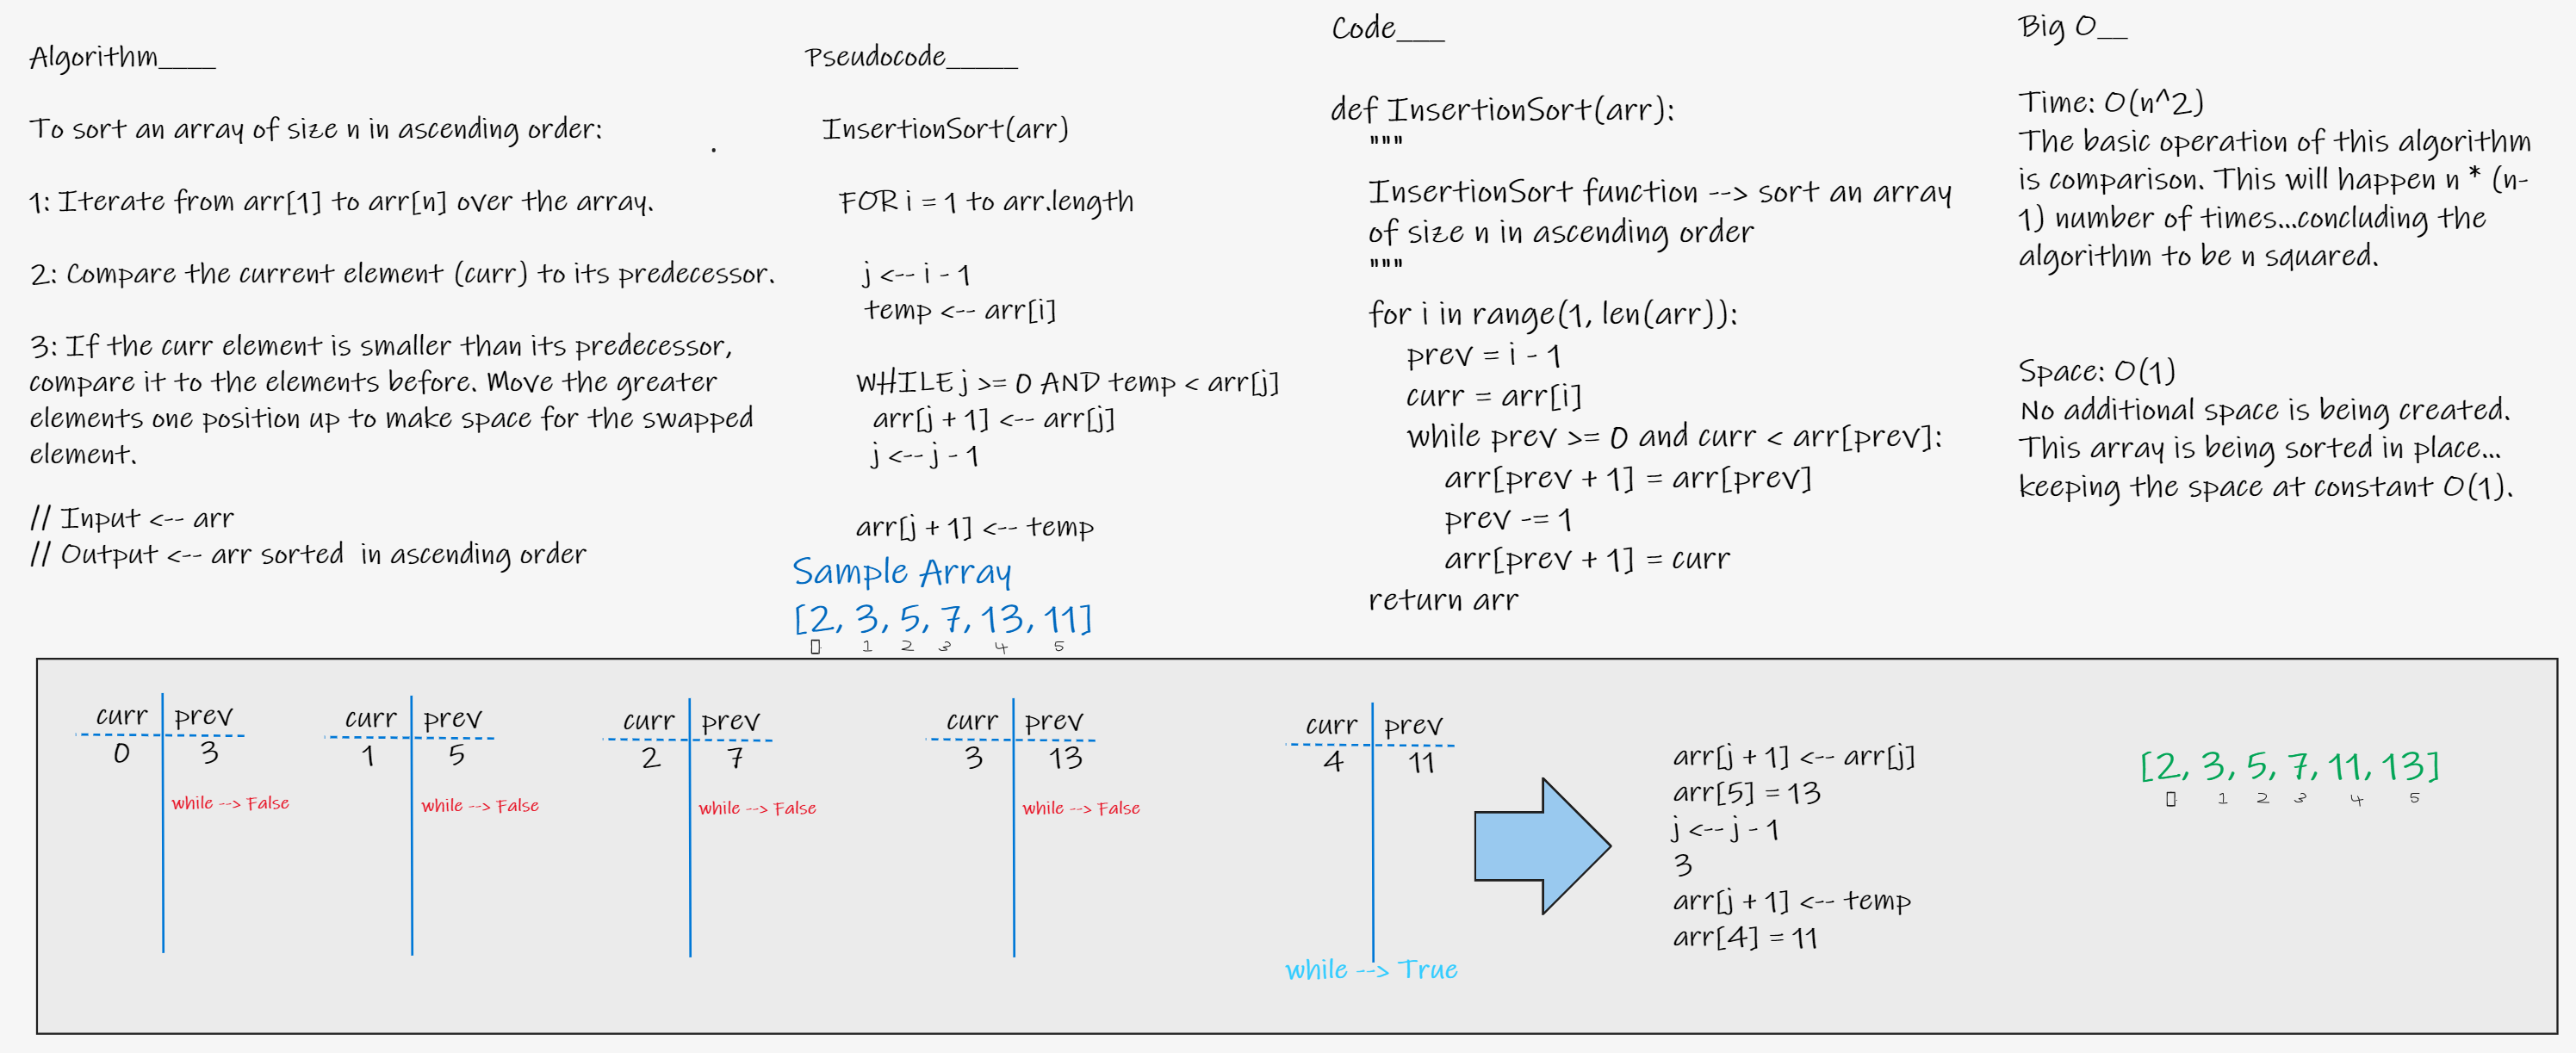 Algorithm____
To sort an array of size n in ascending order:
.
1: Iterate from arr[1] to arr[n] over the array.
2: Compare the current element (curr) to its predecessor.
3: If the curr element is smaller than its predecessor,
compare it to the elements before. Move the greater
elements one position up to make space for the swapped
element.
// Input <-- arr
// Output <-- arr sorted  in ascending order
Pseudocode_____
InsertionSort(arr)
FOR i = 1 to arr.length
j <-- i - 1
temp <-- arr[i]
WHILE j >= 0 AND temp < arr[j]
arr[j + 1] <-- arr[j]
j <-- j - 1
arr[j + 1] <-- temp
Code___
def InsertionSort(arr):
"""
InsertionSort function --> sort an array
of size n in ascending order
"""
for i in range(1, len(arr)):
prev = i - 1
curr = arr[i]
while prev >= 0 and curr < arr[prev]:
arr[prev + 1] = arr[prev]
prev -= 1
arr[prev + 1] = curr
return arr
Big O__
Time: O(n^2)
The basic operation of this algorithm
is comparison. This will happen n * (n-
1) number of times...concluding the
algorithm to be n squared.
Space: O(1)
No additional space is being created.
This array is being sorted in place...
keeping the space at constant O(1).
Sample Array
[2, 3, 5, 7, 13, 11]
1 2 3 4 5
curr prev
0 3
while --> False
curr prev
1 5
while --> False
curr prev
2 7
while --> False
curr prev
3 13
while --> False
curr prev
4 11
while --> True
arr[j + 1] <-- arr[j]
arr[5] = 13
j <-- j - 1
3
arr[j + 1] <-- temp
arr[4] = 11
[2, 3, 5, 7, 11, 13]
1 2 3 4 5